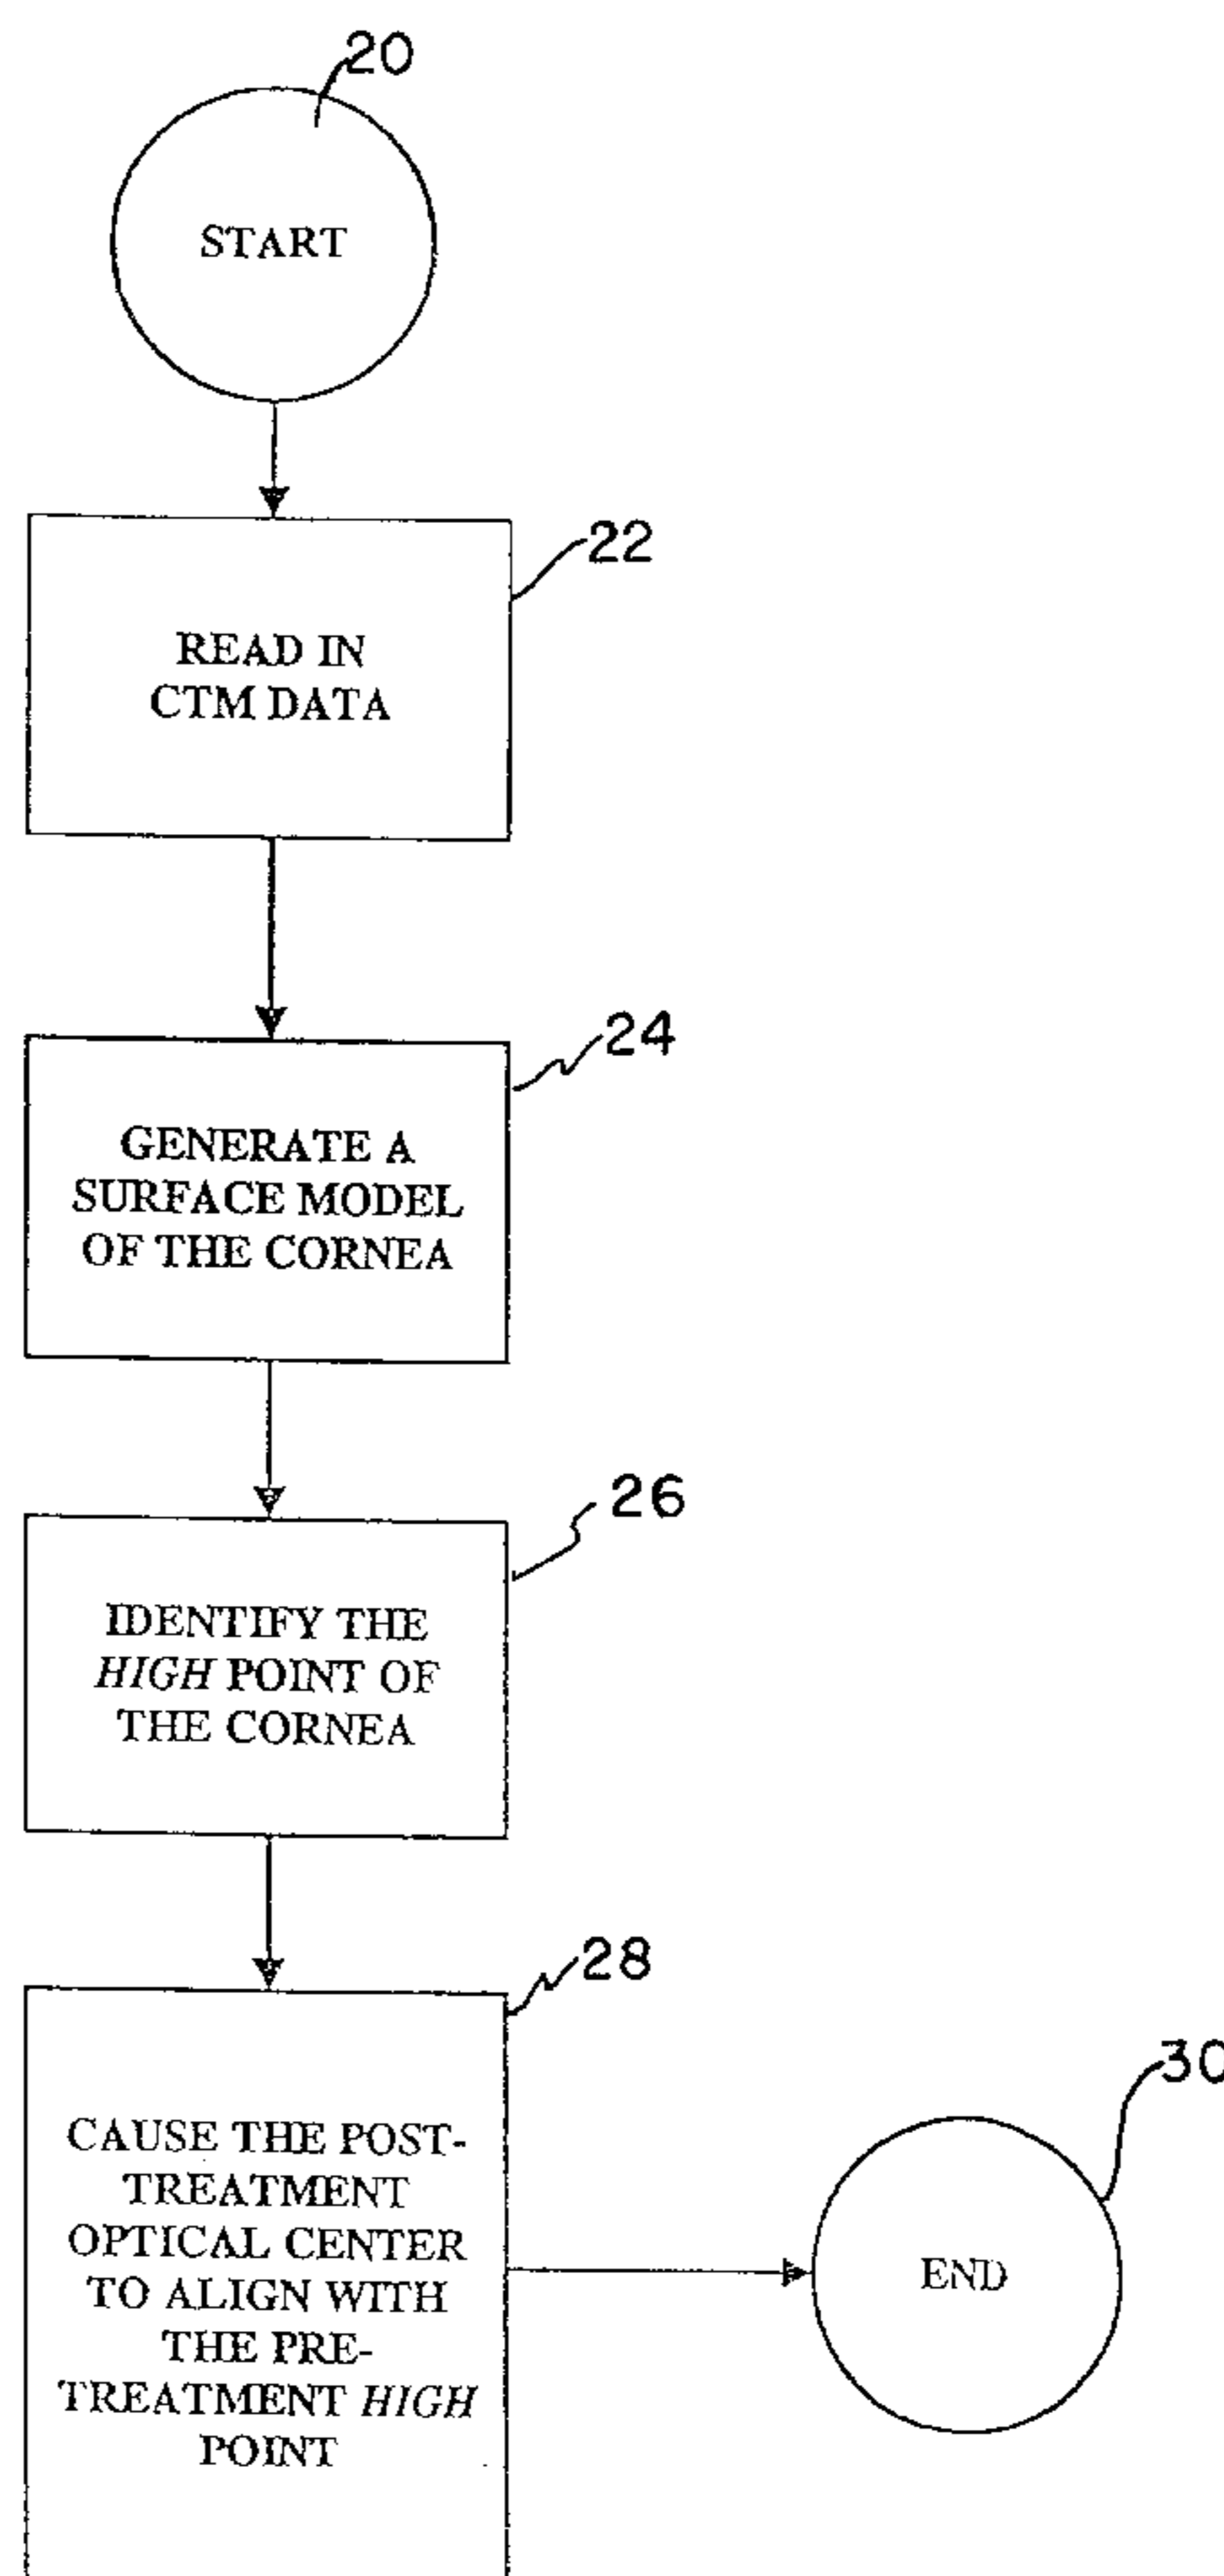 20
START
22
READ IN
CTM DATA
24
GENERATE A
SURFACE MODEL
OF THE CORNEA
26
IDENTIFY THE
HIGH POINT OF
THE CORNEA
28
CAUSE THE POST-
TREATMENT
OPTICAL CENTER
TO ALIGN WITH
THE PRE-
TREATMENT HIGH
POINT
30
END